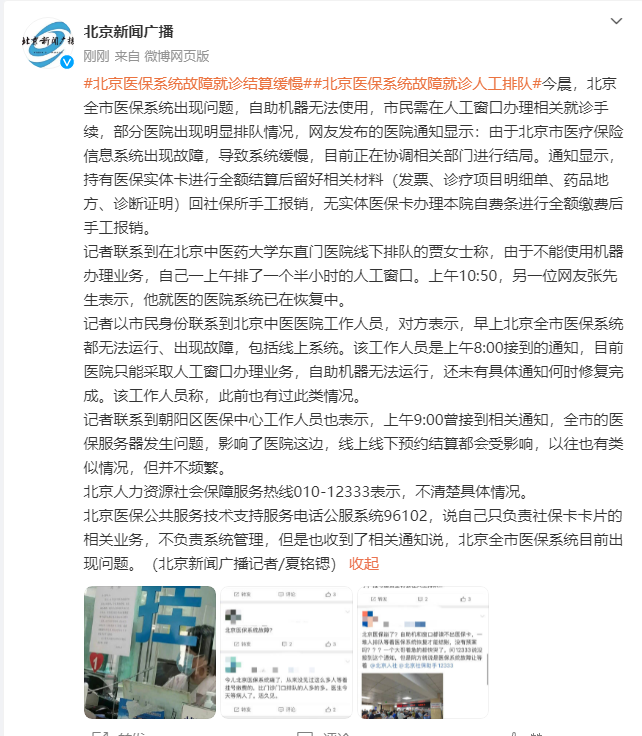 北京新闻广播
刚刚 来自 微博网页版
#北京医保系统故障就诊结算缓慢##北京医保系统故障就诊人工排队#今晨，北京
全市医保系统出现问题，自助机器无法使用，市民需在人工窗口办理相关就诊手
续，部分医院出现明显排队情况，网友发布的医院通知显示：由于北京市医疗保险
信息系统出现故障，导致系统缓慢，目前正在协调相关部门进行结局。通知显示，
持有医保实体卡进行全额结算后留好相关材料（发票、诊疗项目明细单、药品地
方、诊断证明）回社保所手工报销，无实体医保卡办理本院自费条进行全额缴费后
手工报销。
记者联系到在北京中医药大学东直门医院线下排队的贾女士称，由于不能使用机器
办理业务，自己一上午排了一个半小时的人工窗口。上午10:50，另一位网友张先
生表示，他就医的医院系统已在恢复中。
记者以市民身份联系到北京中医医院工作人员，对方表示，早上北京全市医保系统
都无法运行、出现故障，包括线上系统。该工作人员是上午8:00接到的通知，目前
医院只能采取人工窗口办理业务，自助机器无法运行，还未有具体通知何时修复完
成。该工作人员称，此前也有过此类情况。
记者联系到朝阳区医保中心工作人员也表示，上午9:00曾接到相关通知，全市的医
保服务器发生问题，影响了医院这边，线上线下预约结算都会受影响，以往也有类
似情况，但并不频繁。
北京人力资源社会保障服务热线010-12333表示，不清楚具体情况。
北京医保公共服务技术支持服务电话公服系统96102，说自己只负责社保卡卡片的
相关业务，不负责系统管理，但是也收到了相关通知说，北京全市医保系统目前出
现问题。（北京新闻广播记者/夏铭锶） 收起
北京医保系统故障?